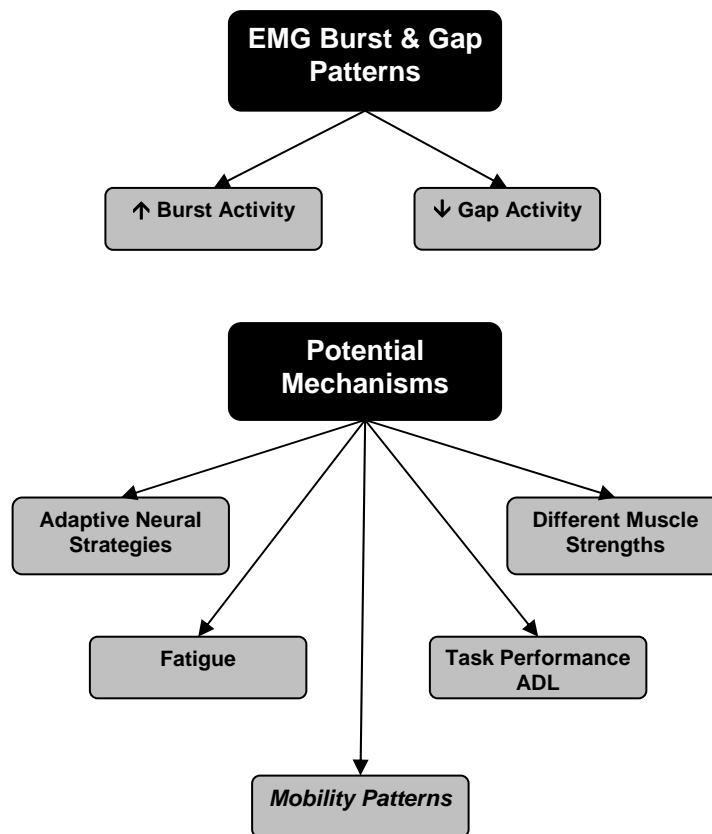 EMG Burst & Gap
Patterns
↑ Burst Activity
↓ Gap Activity
Potential
Mechanisms
Adaptive Neural
Strategies
Different Muscle
Strengths
Fatigue
Task Performance
ADL
Mobility Patterns